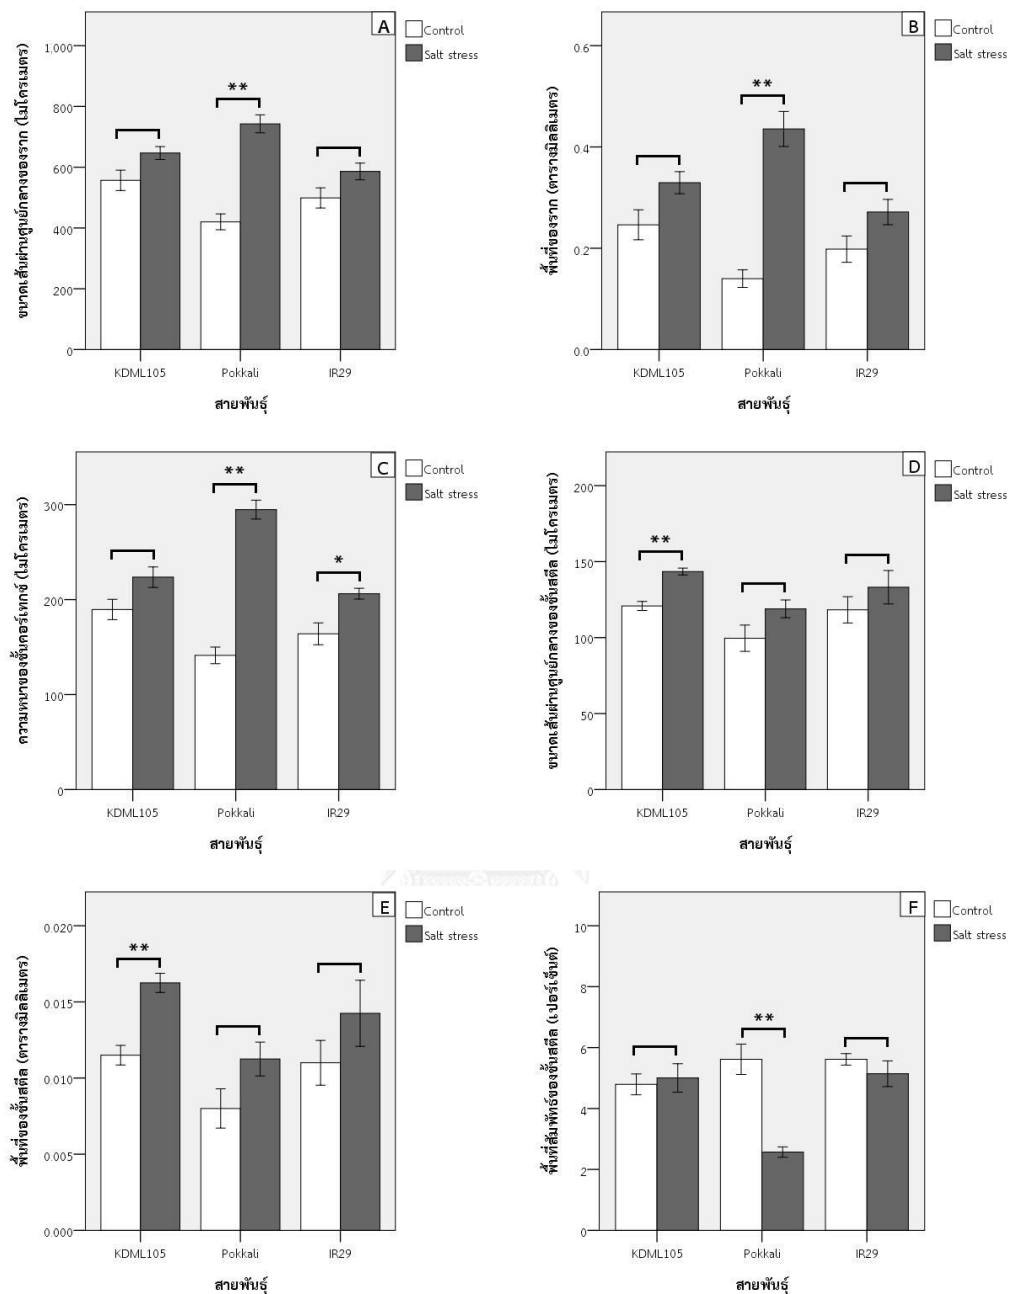 A
Control
Salt stress
ขนาดเส้นผ่านศูนย์กลางของราก (ไมโครเมตร)
1,000
800
600
400
200
0
**
KDML105 Pokkali IR29
สายพันธุ์
B
Control
Salt stress
พื้นที่ของราก (ตารางมิลลิเมตร)
0.6
0.4
0.2
0.0
**
KDML105 Pokkali IR29
สายพันธุ์
C
Control
Salt stress
ความหนาของชั้นคอร์เทกซ์ (ไมโครเมตร)
300
200
100
0
**
*
KDML105 Pokkali IR29
สายพันธุ์
D
Control
Salt stress
ขนาดเส้นผ่านศูนย์กลางของชั้นสตีล (ไมโครเมตร)
200
150
100
50
0
**
KDML105 Pokkali IR29
สายพันธุ์
E
Control
Salt stress
พื้นที่ของชั้นสตีล (ตารางมิลลิเมตร)
0.020
0.015
0.010
0.005
0.000
**
KDML105 Pokkali IR29
สายพันธุ์
F
Control
Salt stress
พื้นที่สัมพัทธ์ของชั้นสตีล (เปอร์เซ็นต์)
10
8
6
4
2
0
**
KDML105 Pokkali IR29
สายพันธุ์